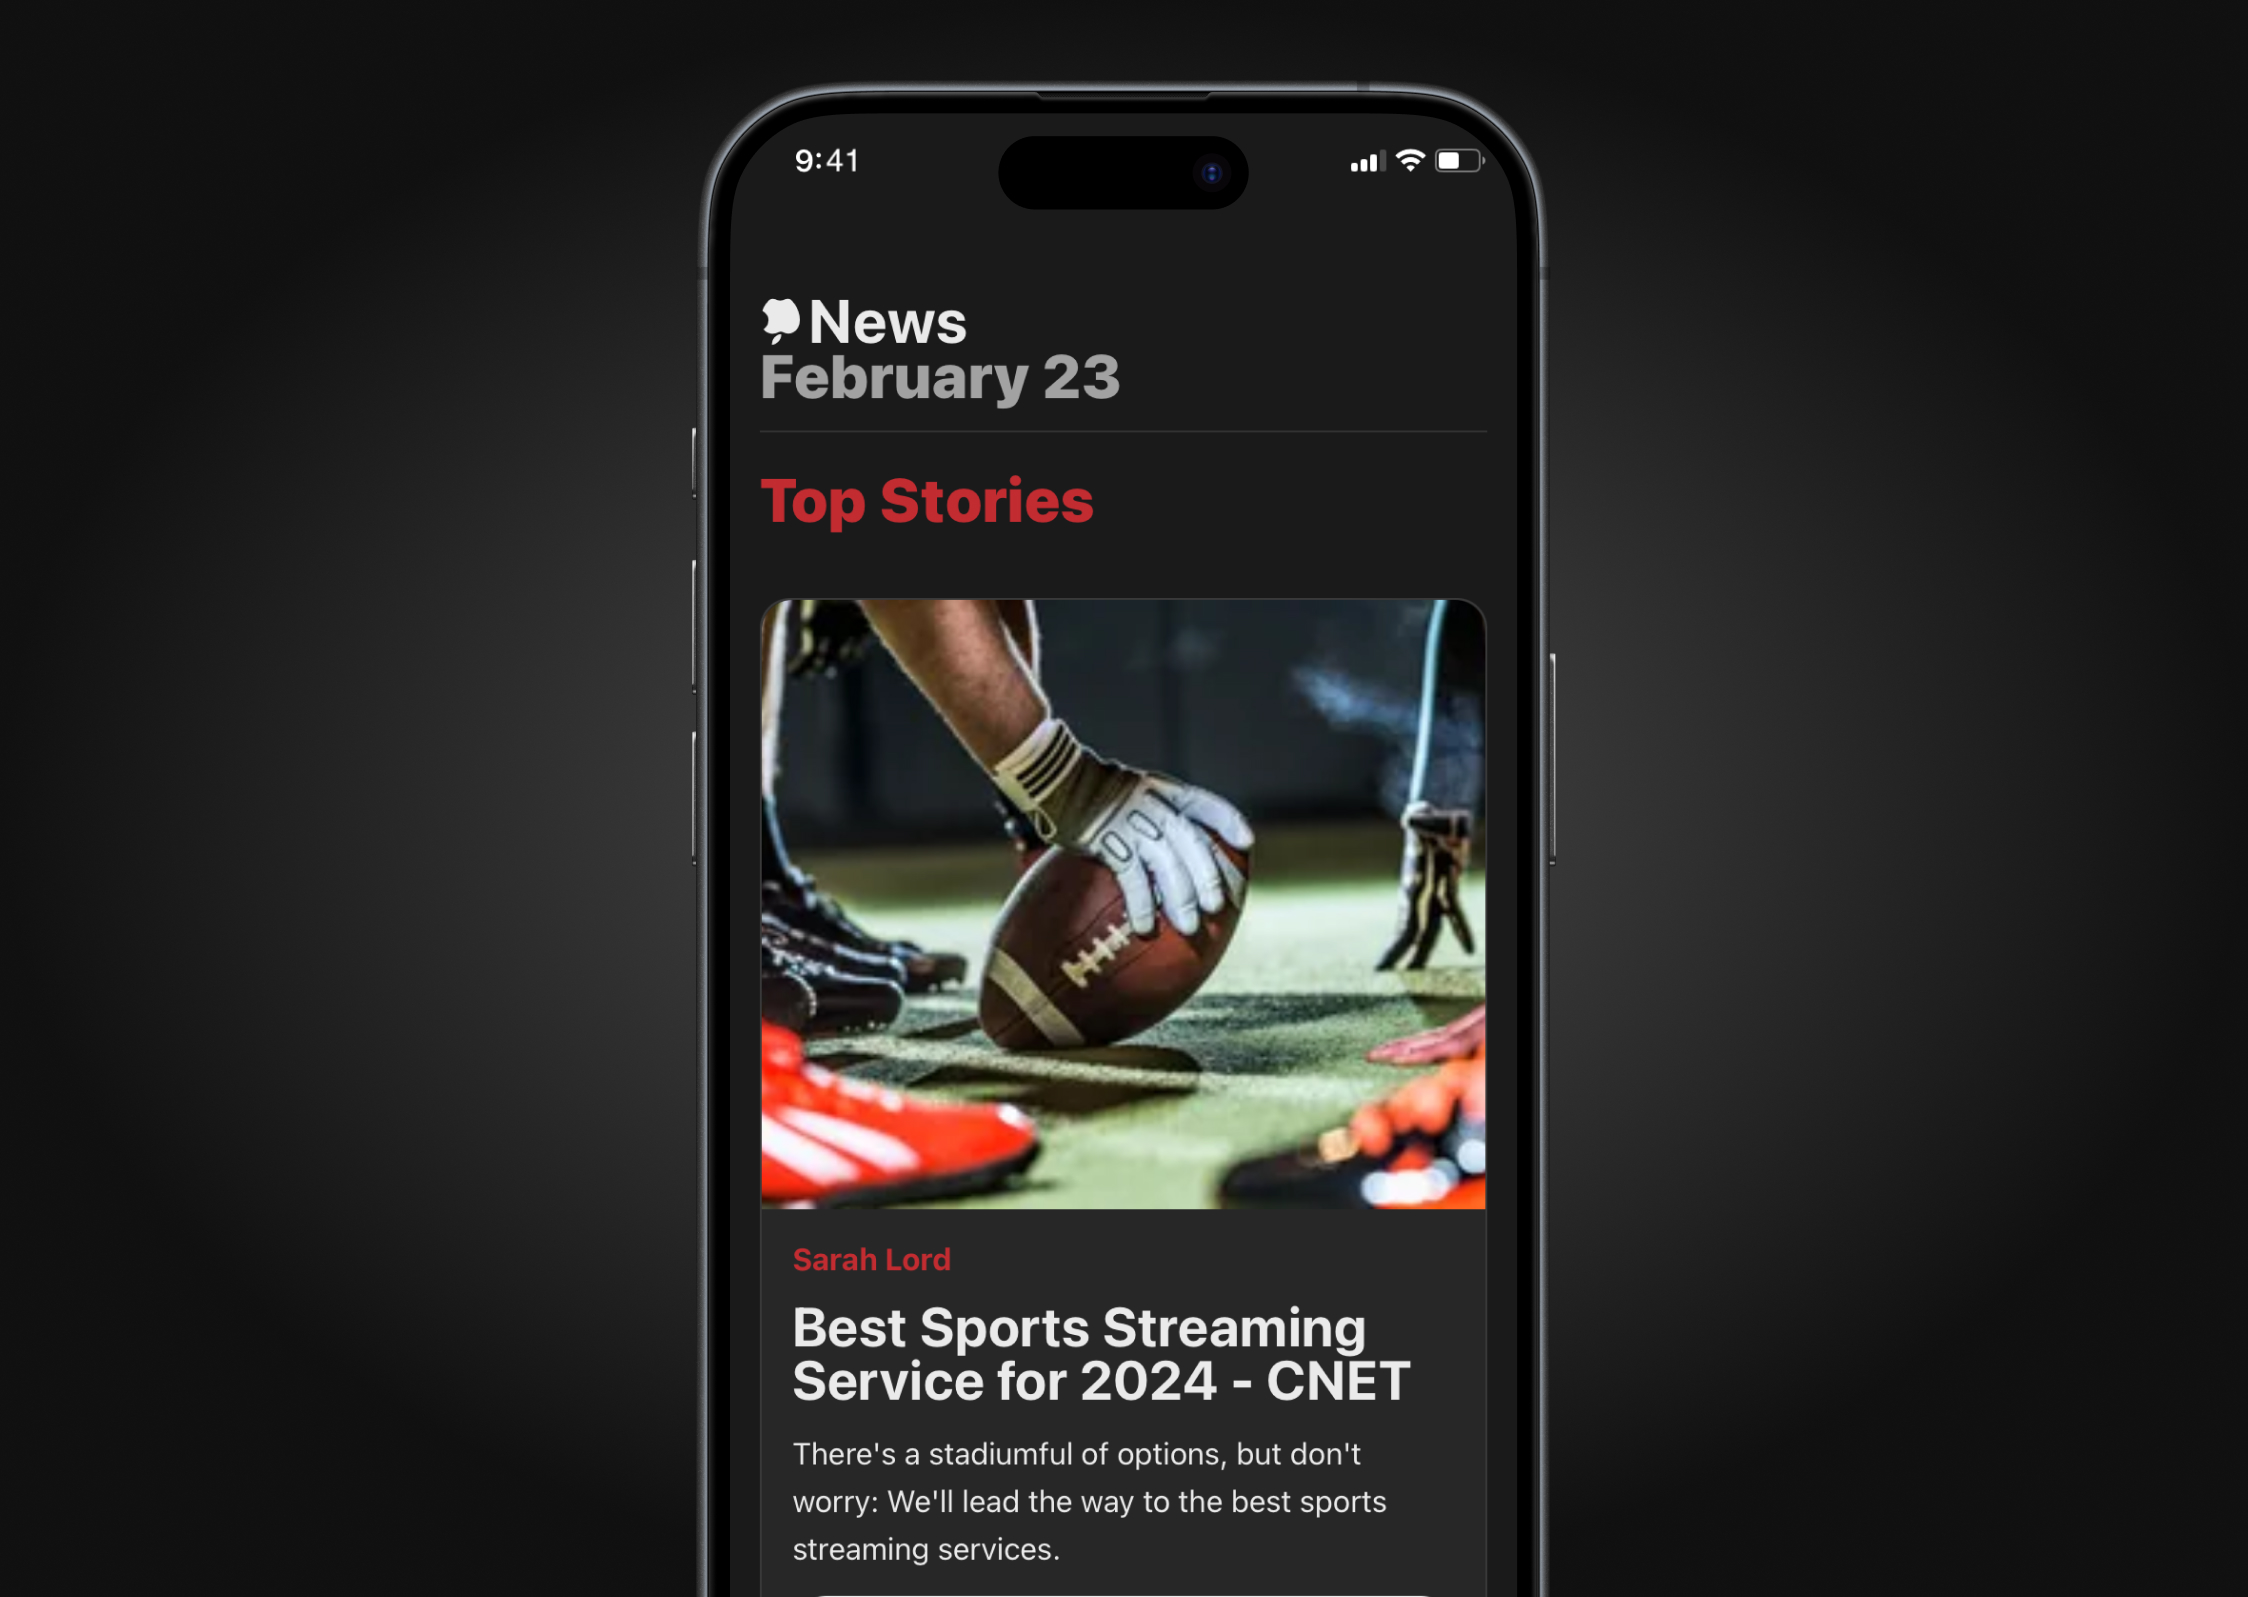 9:41
News
February 23
Top Stories
Sarah Lord
Best Sports Streaming
Service for 2024 - CNET
There's a stadiumful of options, but don't
worry: We'll lead the way to the best sports
streaming services.